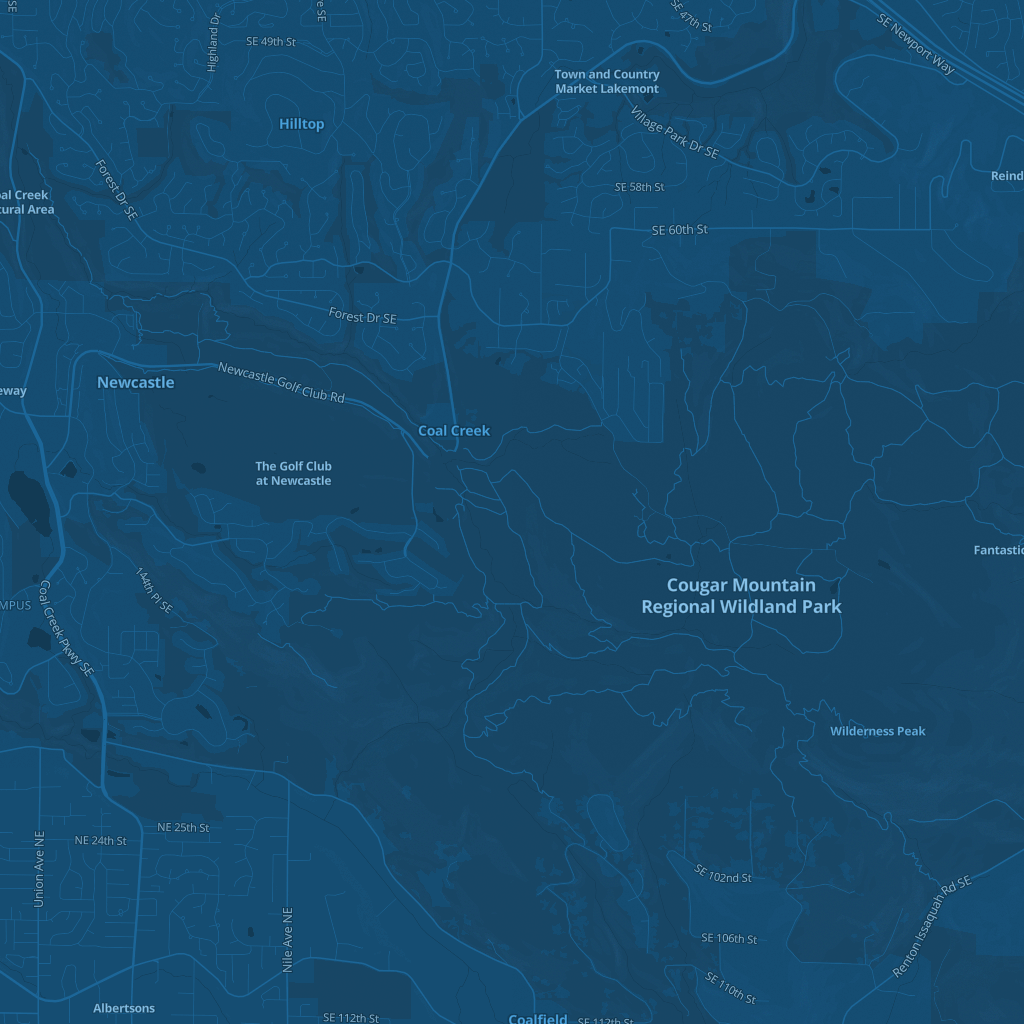 SE
Highland Dr
SE 49th St
SE
SE 47th St
SE Newport Way
Town and Country
Market Lakemont
Hilltop
Village Park Dr SE
Forest Dr SE
al Creek
tural Area
SE 58th St
Reind
SE 60th St
Forest Dr SE
Newcastle
Newcastle Golf Club Rd
eway
Coal Creek
The Golf Club
at Newcastle
Fantastic
144th Pl SE
Cougar Mountain
Regional Wildland Park
MPUS
Coal Creek Pkwy SE
Wilderness Peak
NE 25th St
NE 24th St
Union Ave NE
SE 102nd St
Renton Issaquah Rd SE
Nile Ave NE
SE 106th St
SE 110th St
Albertsons
SE 112th St
Coalfield
SE 112th St